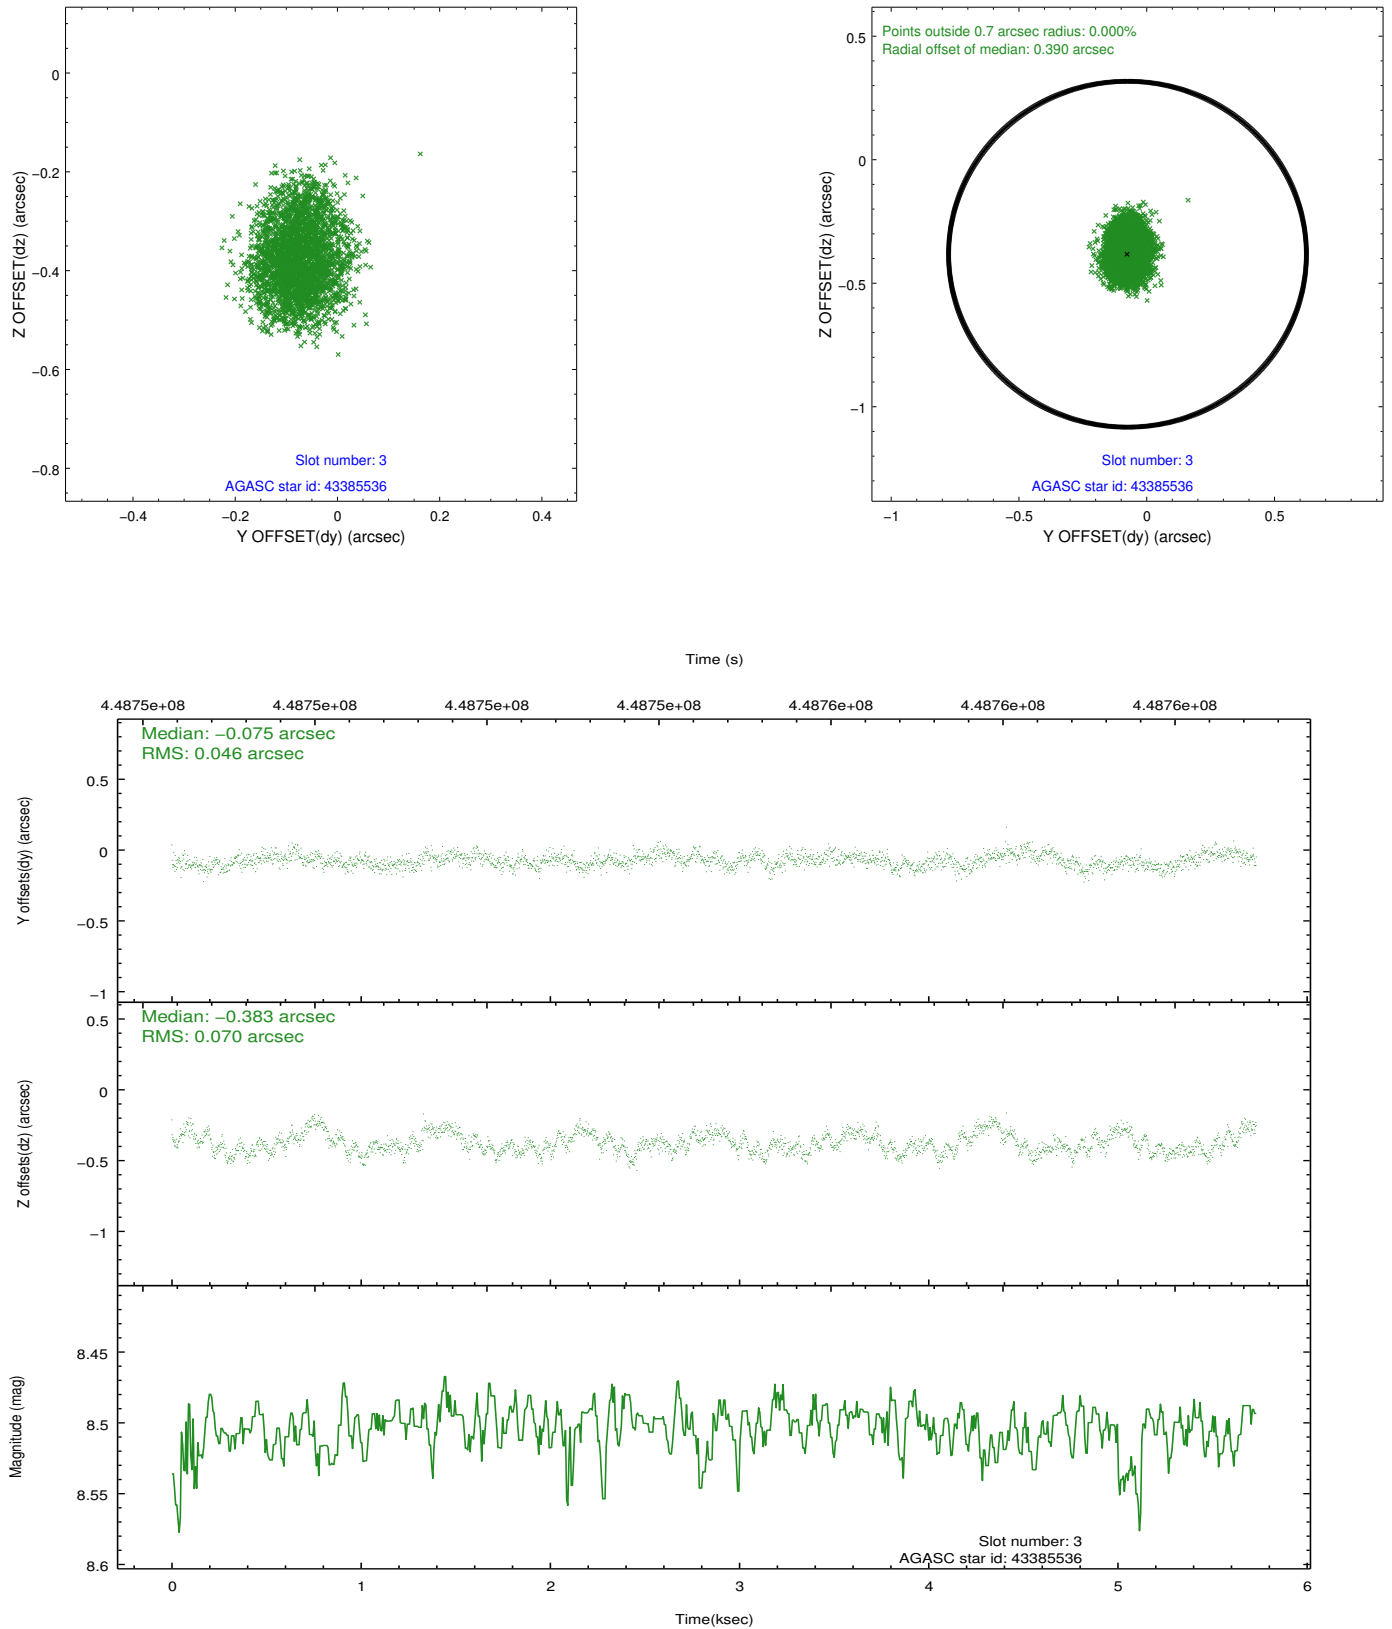 0
−0.2
−0.4
−0.6
−0.8
Z OFFSET(dz) (arcsec)
Slot number: 3
AGASC star id: 43385536
−0.4
−0.2
0
0.2
0.4
Y OFFSET(dy) (arcsec)
Points outside 0.7 arcsec radius: 0.000%
Radial offset of median: 0.390 arcsec
0.5
0
−0.5
−1
Z OFFSET(dz) (arcsec)
Slot number: 3
AGASC star id: 43385536
−1
−0.5
0
0.5
Y OFFSET(dy) (arcsec)
Time (s)
4.4875e+08
4.4875e+08
4.4875e+08
4.4875e+08
4.4876e+08
4.4876e+08
4.4876e+08
Median: −0.075 arcsec
RMS: 0.046 arcsec
0.5
0
−0.5
−1
Y offsets(dy) (arcsec)
Median: −0.383 arcsec
RMS: 0.070 arcsec
0.5
0
−0.5
−1
Z offsets(dz) (arcsec)
8.45
8.5
8.55
8.6
Magnitude (mag)
Slot number: 3
AGASC star id: 43385536
0
1
2
3
4
5
6
Time(ksec)